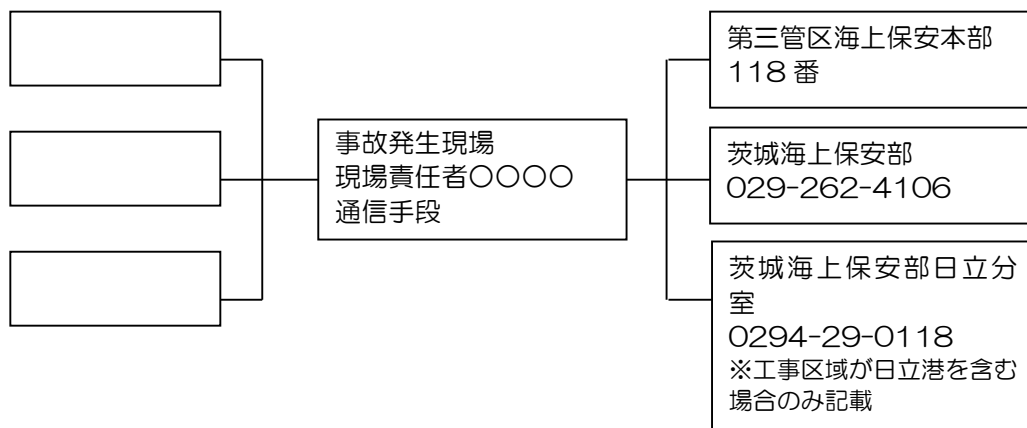 事故発生現場
現場責任者〇〇〇〇
通信手段
第三管区海上保安本部
118番
茨城海上保安部
029-262-4106
茨城海上保安部日立分
室
0294-29-0118
※工事区域が日立港を含む
場合のみ記載